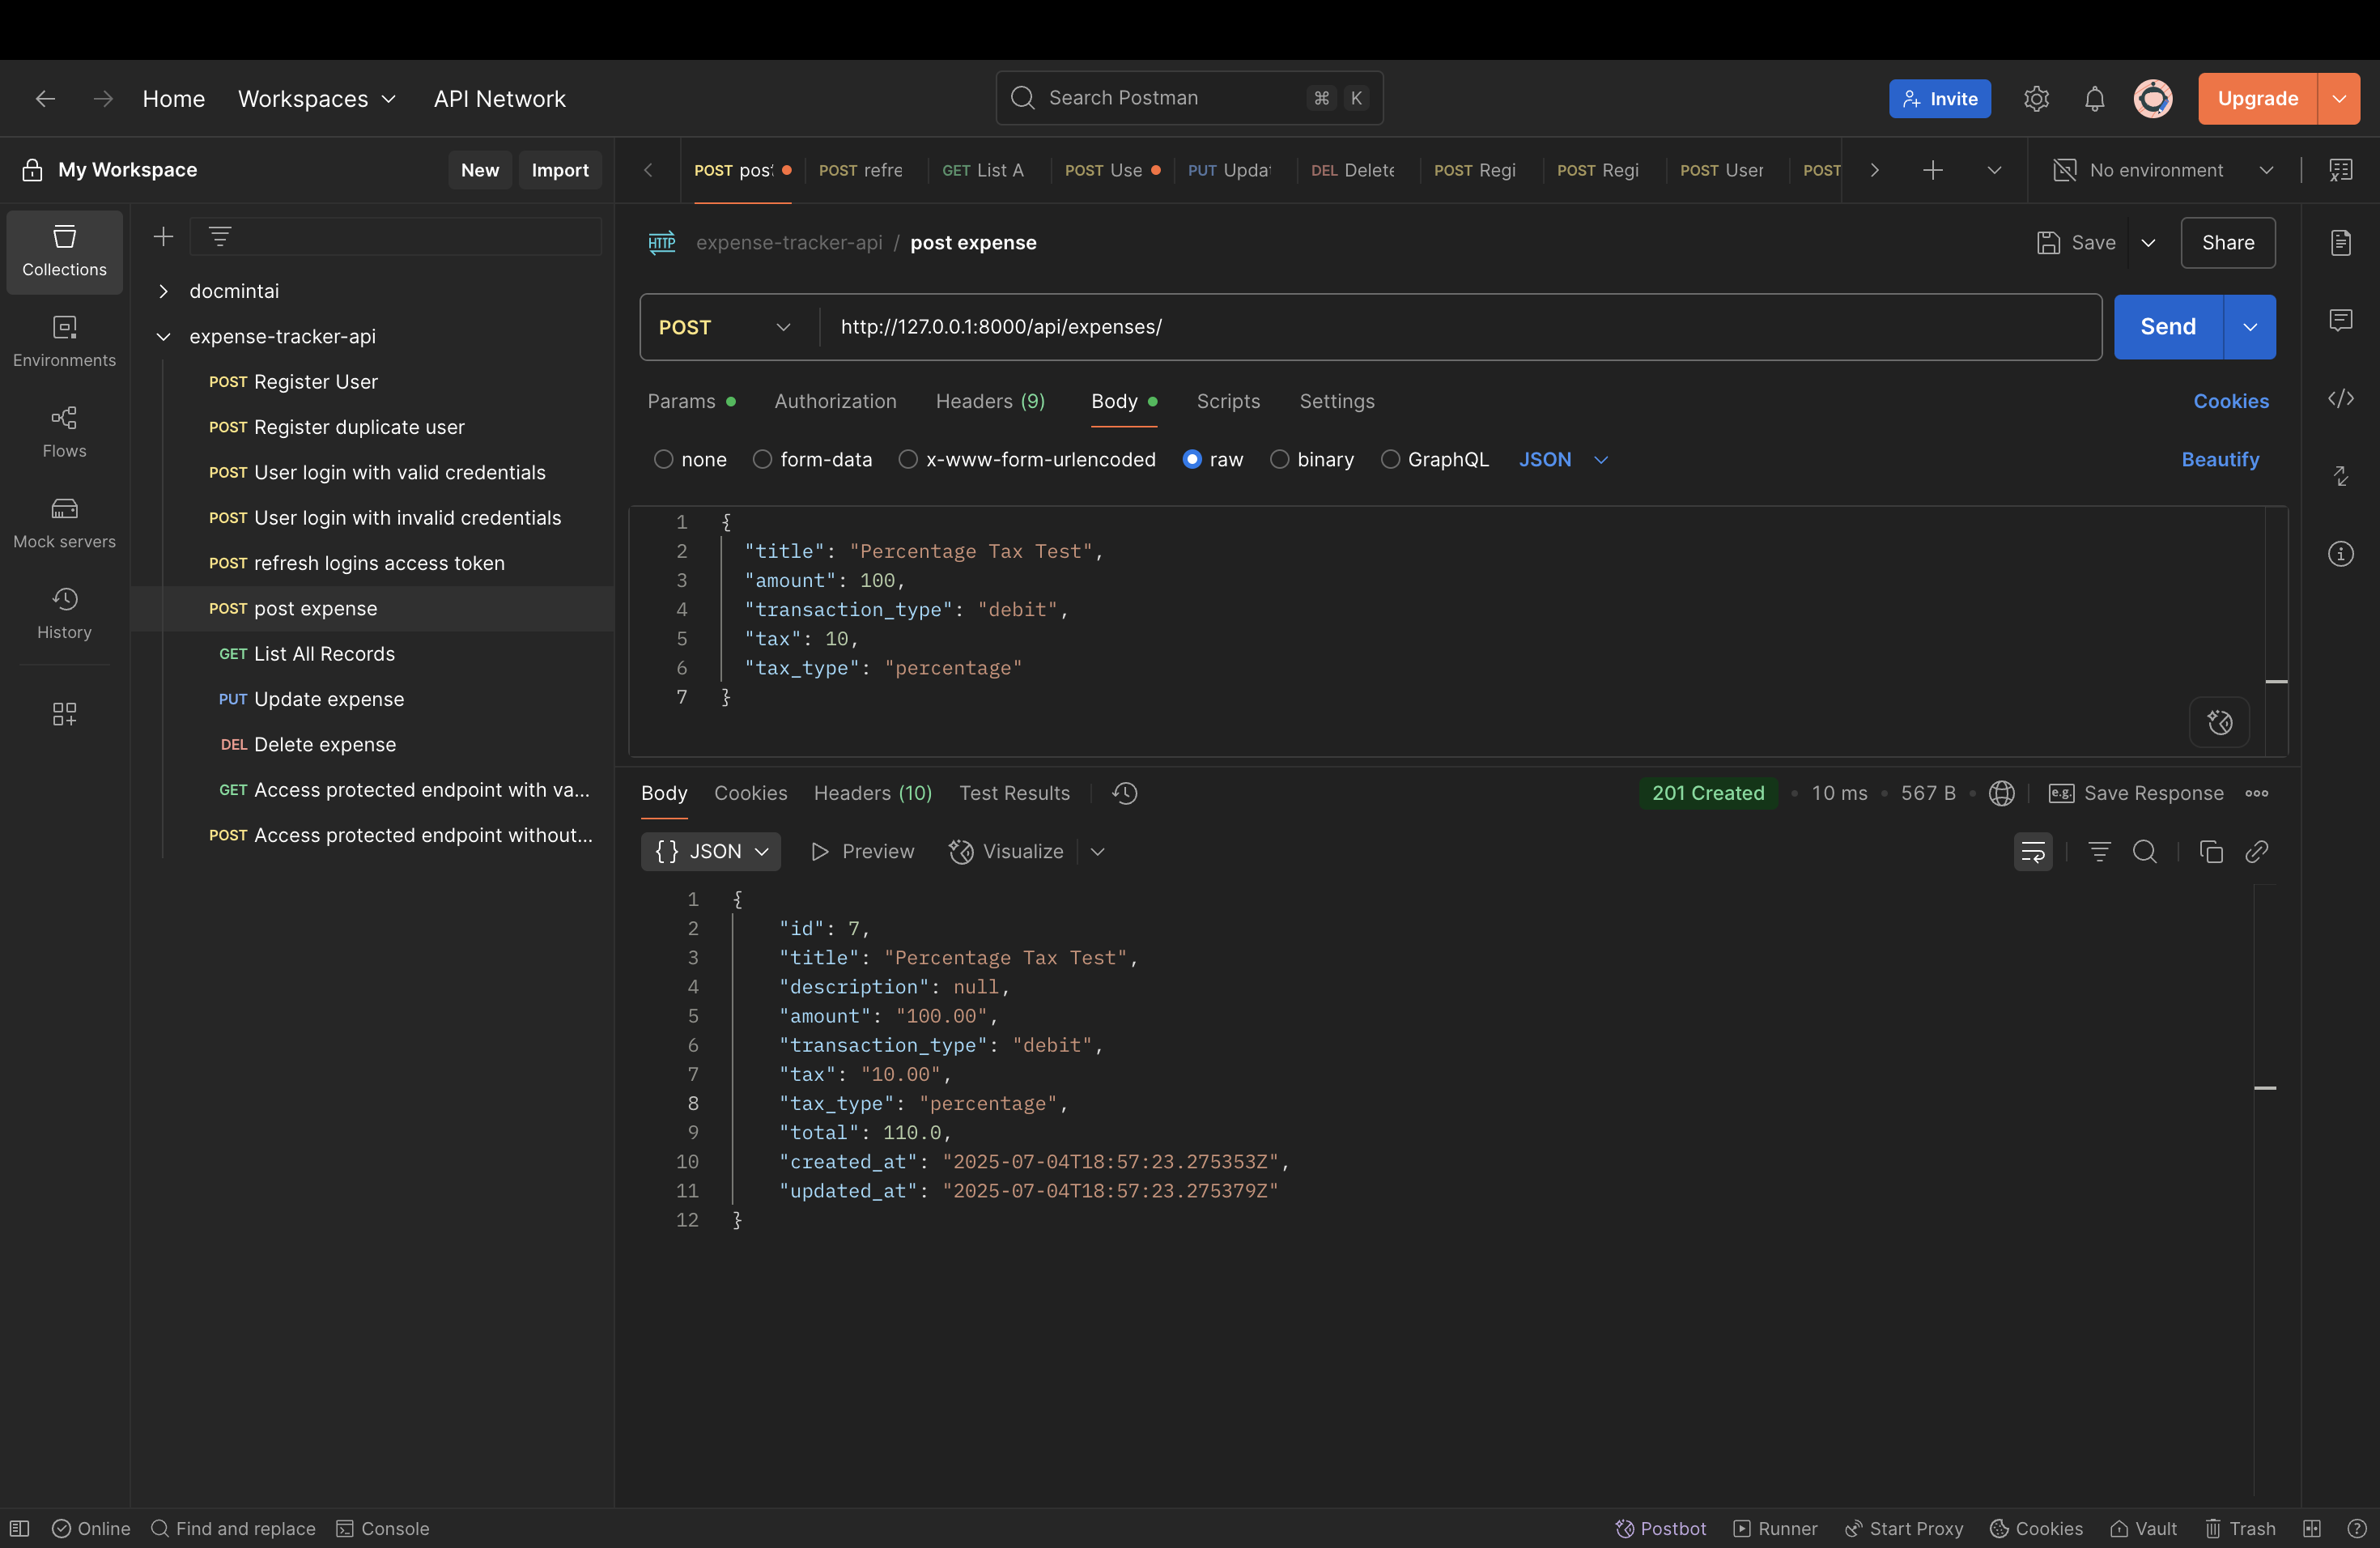 Home Workspaces API Network Search Postman ⌘ K Invite Upgrade
My Workspace New Import
POST post POST refre GET List A POST Use PUT Upda DEL Delete POST Regi POST Regi POST User POST No environment
Collections
Environments
Flows
Mock servers
History
docmintai
expense-tracker-api
POST Register User
POST Register duplicate user
POST User login with valid credentials
POST User login with invalid credentials
POST refresh logins access token
POST post expense
GET List All Records
PUT Update expense
DEL Delete expense
GET Access protected endpoint with va...
POST Access protected endpoint without...
HTTP expense-tracker-api / post expense Save Share
POST http://127.0.0.1:8000/api/expenses/ Send
Params Authorization Headers (9) Body Scripts Settings Cookies
none form-data x-www-form-urlencoded raw binary GraphQL JSON Beautify
1 {
2 "title": "Percentage Tax Test",
3 "amount": 100,
4 "transaction_type": "debit",
5 "tax": 10,
6 "tax_type": "percentage"
7 }
Body Cookies Headers (10) Test Results 201 Created • 10 ms • 567 B • e.g. Save Response
{} JSON Preview Visualize
1 {
2 "id": 7,
3 "title": "Percentage Tax Test",
4 "description": null,
5 "amount": "100.00",
6 "transaction_type": "debit",
7 "tax": "10.00",
8 "tax_type": "percentage",
9 "total": 110.0,
10 "created_at": "2025-07-04T18:57:23.275353Z",
11 "updated_at": "2025-07-04T18:57:23.275379Z"
12 }
Online Find and replace Console Postbot Runner Start Proxy Cookies Vault Trash